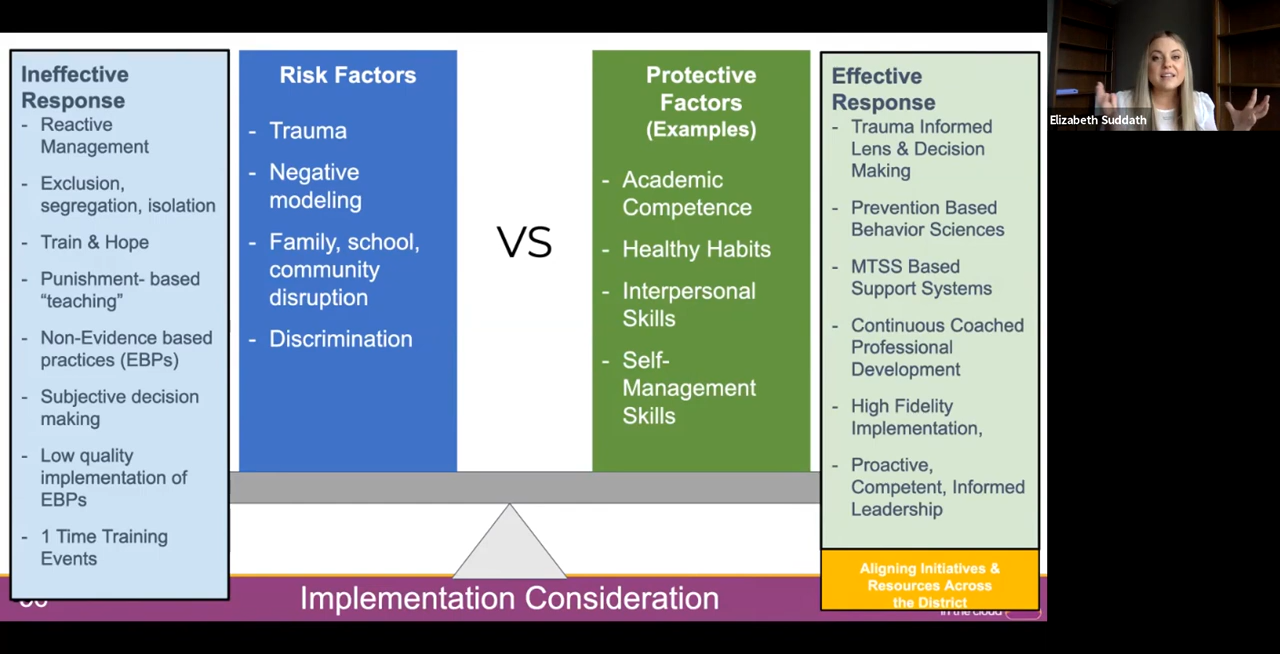 Ineffective
Response
- Reactive
Management
- Exclusion,
segregation, isolation
- Train & Hope
- Punishment- based
“teaching”
- Non-Evidence based
practices (EBPs)
- Subjective decision
making
- Low quality
implementation of
EBPs
- 1 Time Training
Events
Risk Factors
- Trauma
- Negative
modeling
- Family, school,
community
disruption
- Discrimination
VS
Protective
Factors
(Examples)
- Academic
Competence
- Healthy Habits
- Interpersonal
Skills
- Self-
Management
Skills
Effective
Response
- Trauma Informed
Lens & Decision
Making
- Prevention Based
Behavior Sciences
- MTSS Based
Support Systems
- Continuous Coached
Professional
Development
- High Fidelity
Implementation,
- Proactive,
Competent, Informed
Leadership
Aligning Initiatives &
Resources Across
the District
in the cloud
Implementation Consideration
Elizabeth Suddath